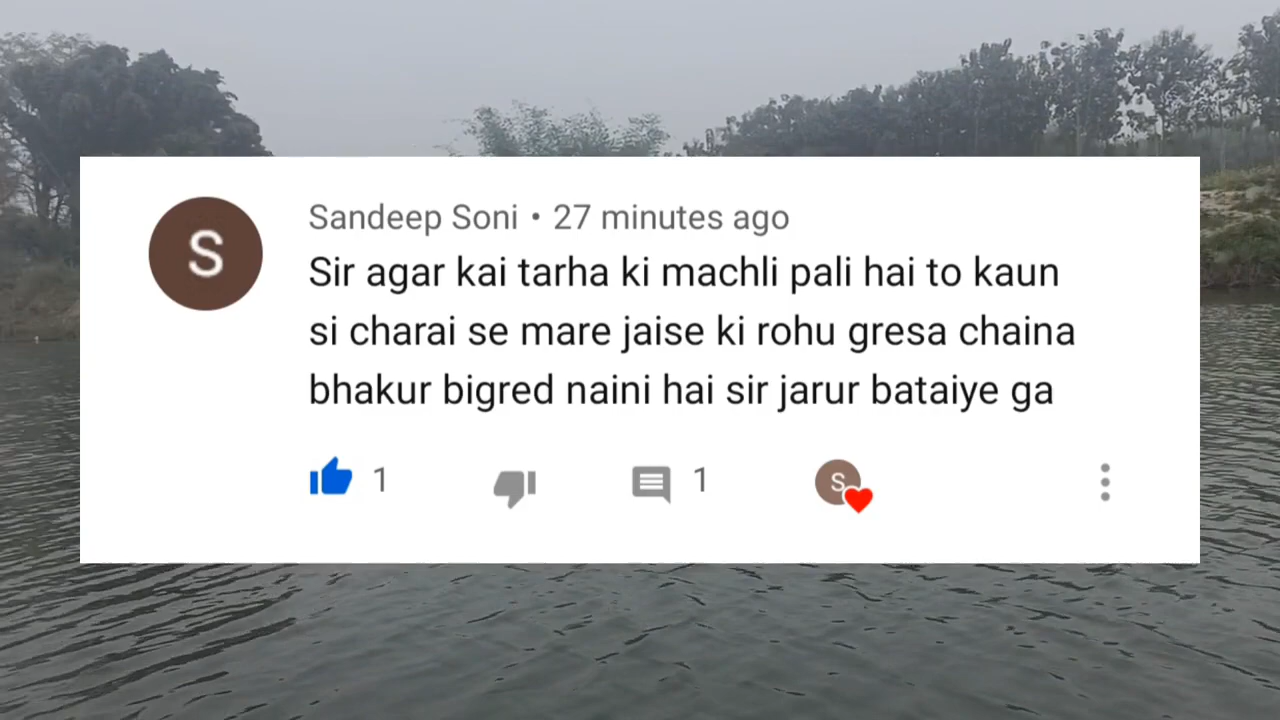 S
Sandeep Soni • 27 minutes ago
Sir agar kai tarha ki machli pali hai to kaun
si charai se mare jaise ki rohu gresa chaina
bhakur bigred naini hai sir jarur bataiye ga
1
1
S